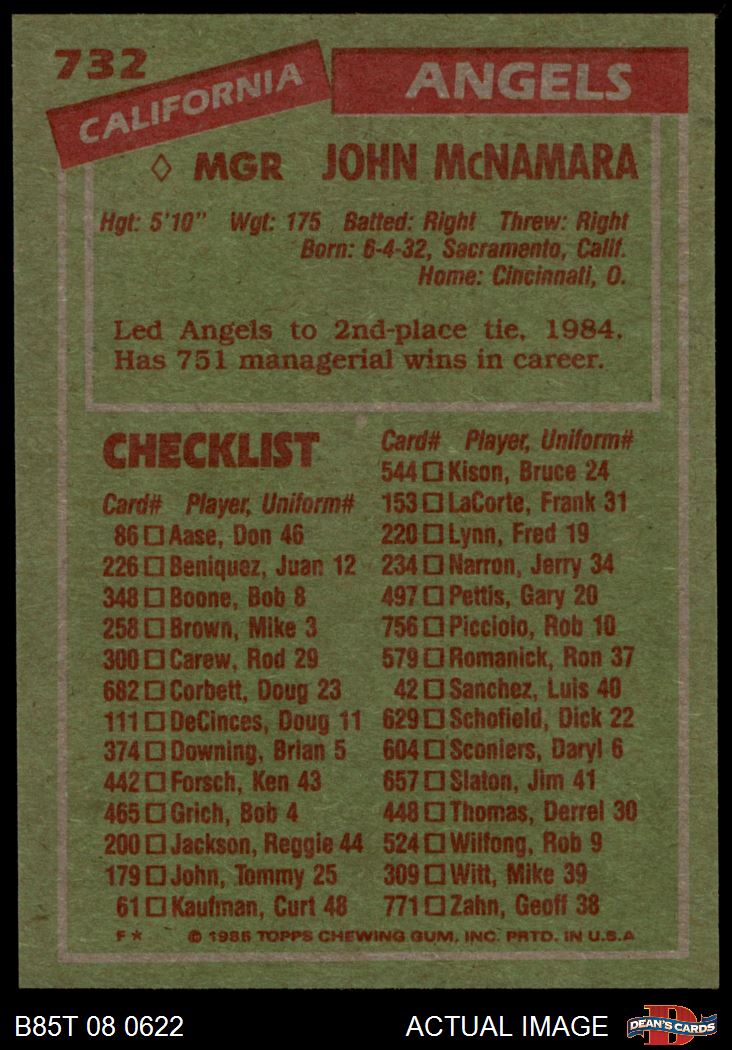 732
CALIFORNIA ANGELS
MGR JOHN McNAMARA
Hgt: 5'10" Wgt: 175 Batted: Right Threw: Right
Born: 6-4-32, Sacramento, Calif.
Home: Cincinnati, O.
Led Angels to 2nd-place tie, 1984.
Has 751 managerial wins in career.
CHECKLIST
Card# Player, Uniform#
86 Aase, Don 46
226 Beniquez, Juan 12
348 Boone, Bob 8
258 Brown, Mike 3
300 Carew, Rod 29
682 Corbett, Doug 23
111 DeCinces, Doug 11
374 Downing, Brian 5
442 Forsch, Ken 43
465 Grich, Bob 4
200 Jackson, Reggie 44
179 John, Tommy 25
61 Kaufman, Curt 48
Card# Player, Uniform#
544 Kison, Bruce 24
153 LaCorte, Frank 31
220 Lynn, Fred 19
234 Narron, Jerry 34
497 Pettis, Gary 20
756 Picciolo, Rob 10
579 Romanick, Ron 37
42 Sanchez, Luis 40
629 Schofield, Dick 22
604 Sconiers, Daryl 6
657 Slaton, Jim 41
448 Thomas, Derrel 30
524 Wilfong, Rob 9
309 Witt, Mike 39
771 Zahn, Geoff 38
F* © 1985 TOPPS CHEWING GUM, INC. PRTD. IN U.S.A
B85T 08 0622 ACTUAL IMAGE DEAN'S CARDS